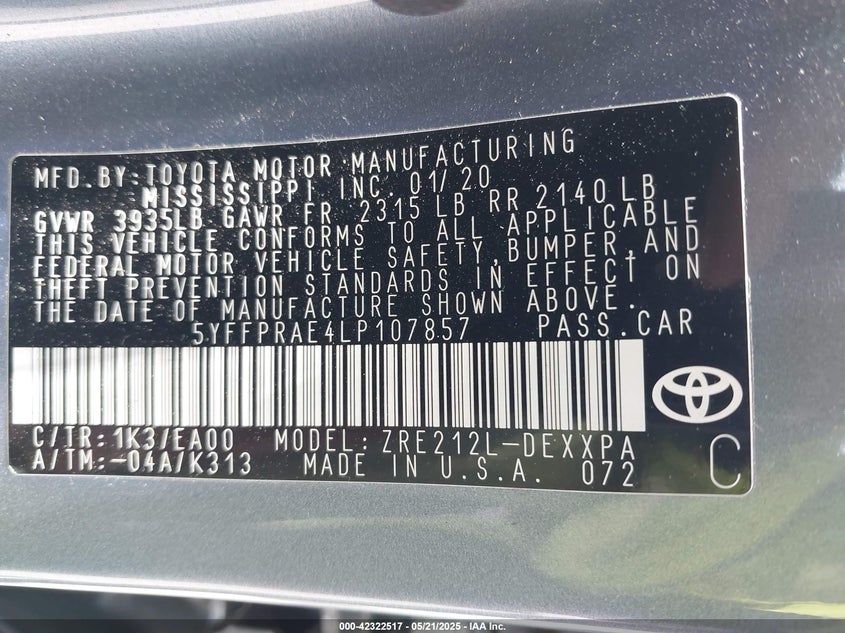 MFD.BY:TOYOTA MOTOR MANUFACTURING
MISSISSIPPI INC. 01/20
GVWR 3935LB GAWR FR 2315 LB RR 2140 LB
THIS VEHICLE CONFORMS TO ALL APPLICABLE
FEDERAL MOTOR VEHICLE SAFETY,BUMPER,AND
THEFT PREVENTION STANDARDS IN EFFECT ON
THE DATE OF MANUFACTURE SHOWN ABOVE.
5YFFPRAE4LP107857 PASS.CAR
C/TR:1K3/EA00 MODEL:ZRE212L-DEXXPA
A/TM:-04A/K313 MADE IN U.S.A. 072
C
000-42322517 - 05/21/2025 - IAA Inc.